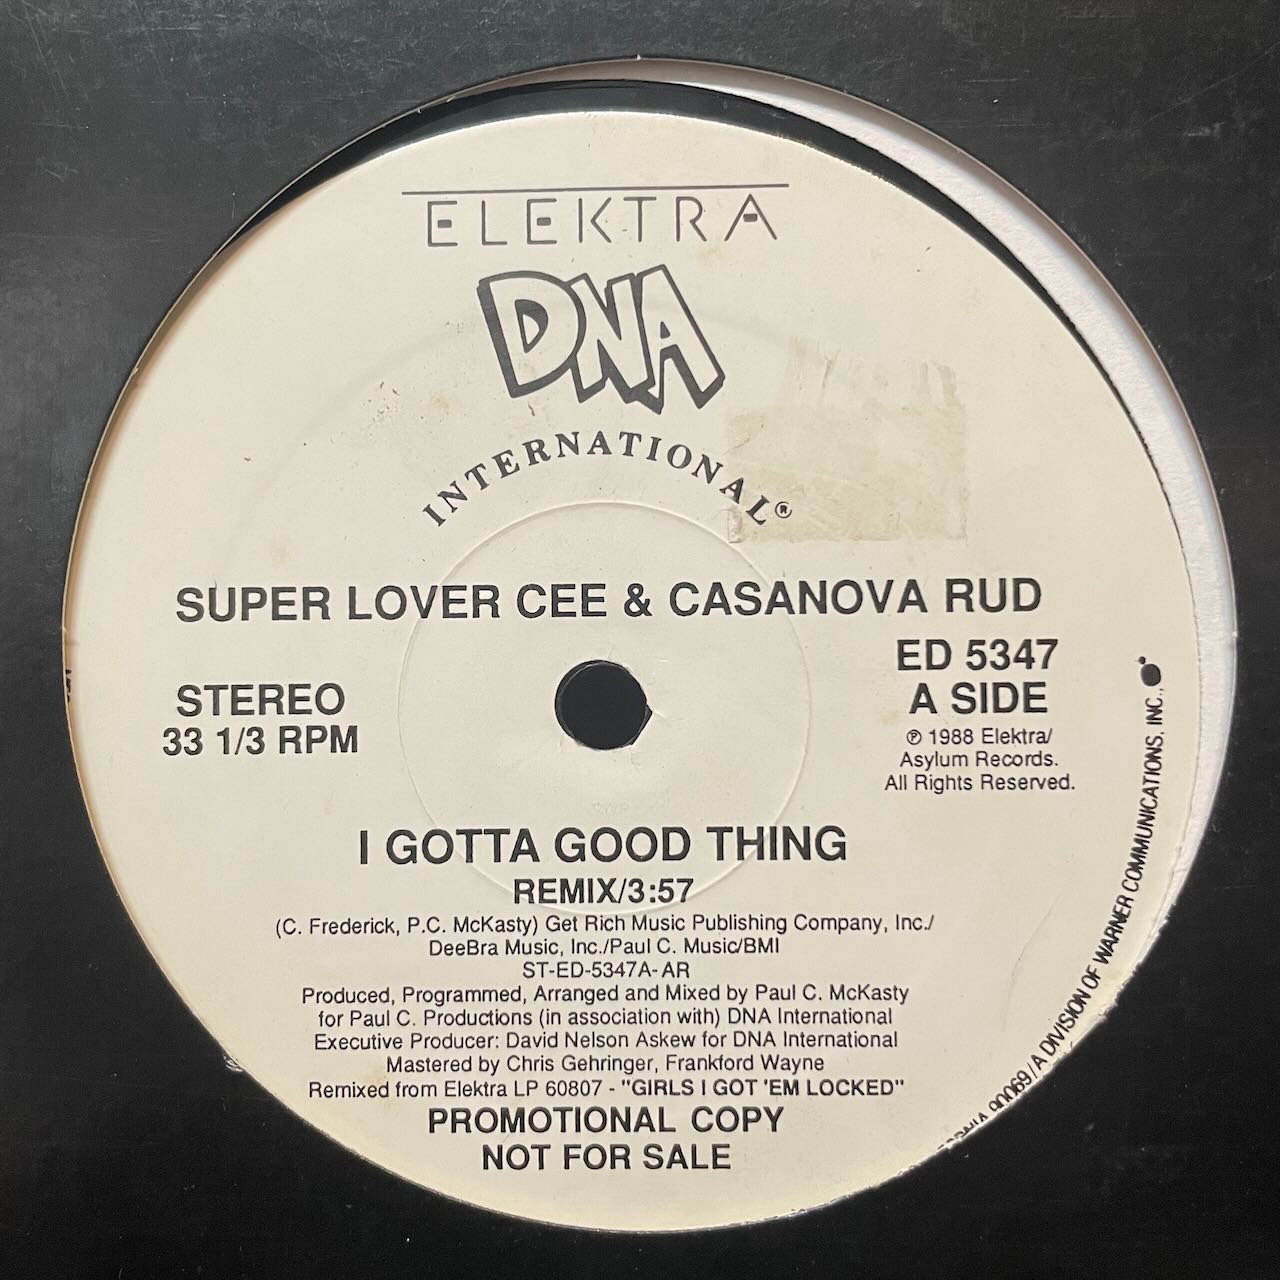 ELEKTRA
DNA
INTERNATIONAL®
SUPER LOVER CEE & CASANOVA RUD
ED 5347
A SIDE
STEREO
33 1/3 RPM
℗ 1988 Elektra/
Asylum Records.
All Rights Reserved.
I GOTTA GOOD THING
REMIX/3:57
(C. Frederick, P.C. McKasty) Get Rich Music Publishing Company, Inc./
DeeBra Music, Inc./Paul C. Music/BMI
ST-ED-5347A-AR
Produced, Programmed, Arranged and Mixed by Paul C. McKasty
for Paul C. Productions (in association with) DNA International
Executive Producer: David Nelson Askew for DNA International
Mastered by Chris Gehringer, Frankford Wayne
Remixed from Elektra LP 60807 - "GIRLS I GOT 'EM LOCKED"
PROMOTIONAL COPY
NOT FOR SALE
90069/A DIVISION OF WARNER COMMUNICATIONS, INC.,